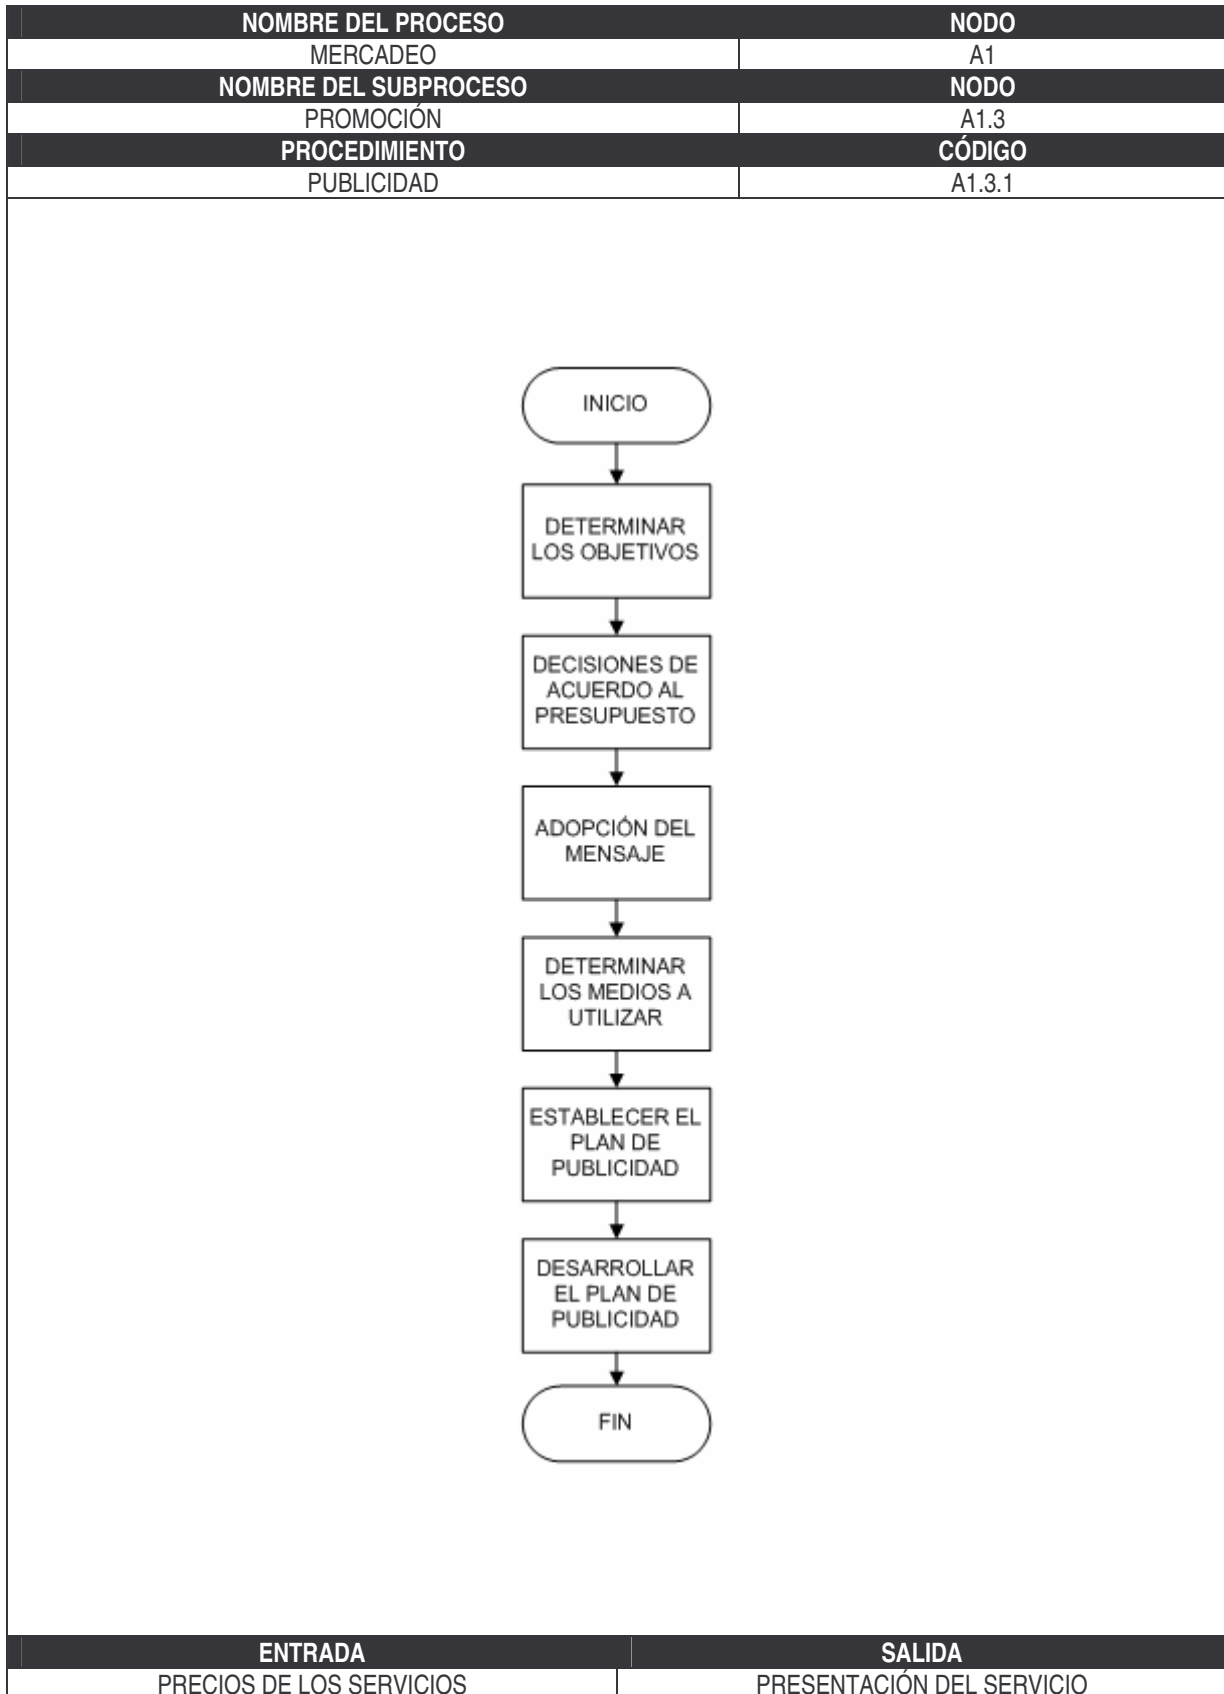 NOMBRE DEL PROCESO NODO
MERCADEO A1
NOMBRE DEL SUBPROCESO NODO
PROMOCIÓN A1.3
PROCEDIMIENTO CÓDIGO
PUBLICIDAD A1.3.1
INICIO
DETERMINAR
LOS OBJETIVOS
DECISIONES DE
ACUERDO AL
PRESUPUESTO
ADOPCIÓN DEL
MENSAJE
DETERMINAR
LOS MEDIOS A
UTILIZAR
ESTABLECER EL
PLAN DE
PUBLICIDAD
DESARROLLAR
EL PLAN DE
PUBLICIDAD
FIN
ENTRADA SALIDA
PRECIOS DE LOS SERVICIOS PRESENTACIÓN DEL SERVICIO